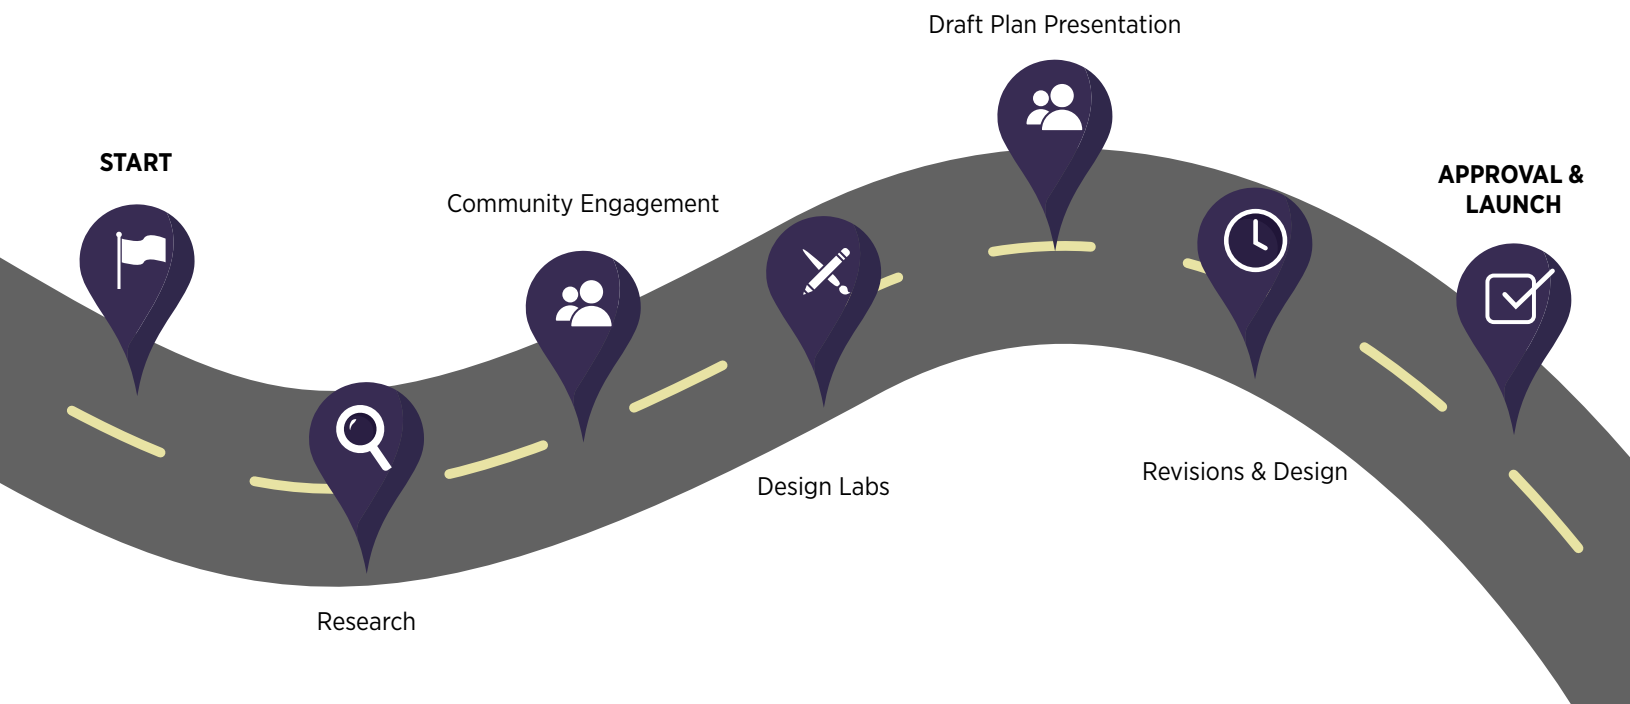 START
Research
Community Engagement
Design Labs
Draft Plan Presentation
Revisions & Design
APPROVAL &
LAUNCH